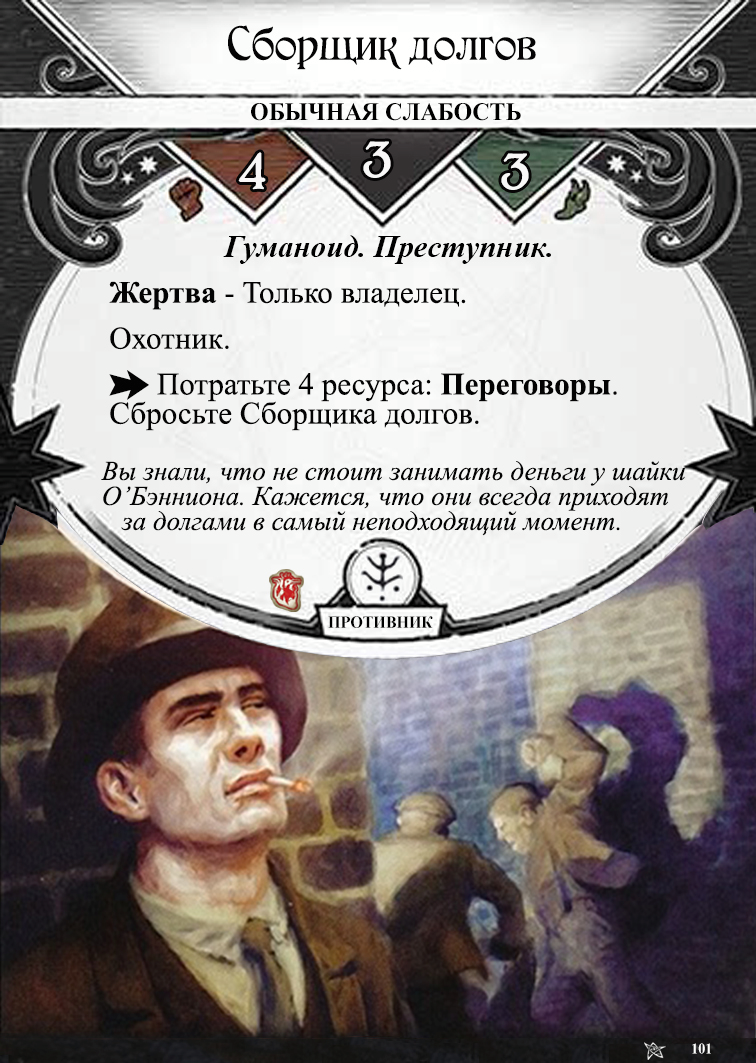 Сборщик долгов
ОБЫЧНАЯ СЛАБОСТЬ
4 3 3
Гуманоид. Преступник.
Жертва - Только владелец.
Охотник.
Потратьте 4 ресурса: Переговоры.
Сбросьте Сборщика долгов.
Вы знали, что не стоит занимать деньги у шайки
О’Бэнниона. Кажется, что они всегда приходят
за долгами в самый неподходящий момент.
ПРОТИВНИК
101